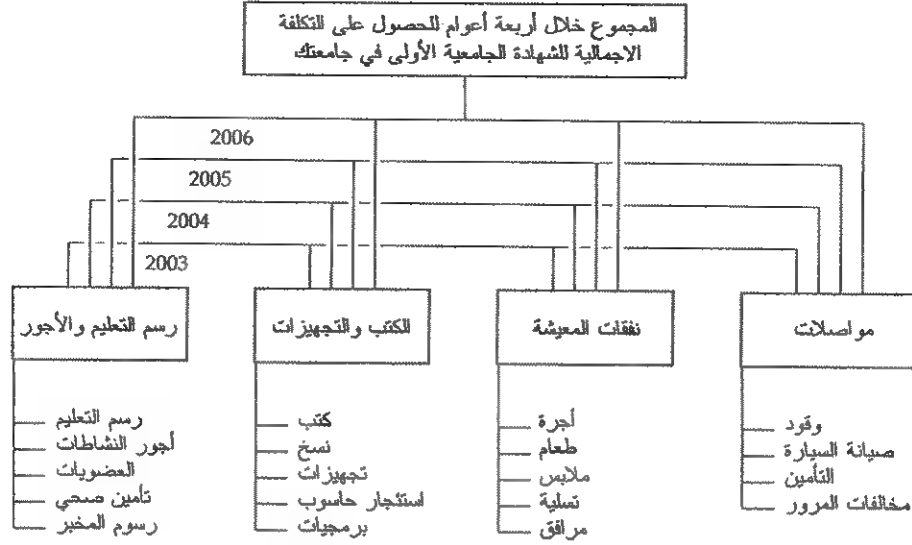 المجموع خلال أربعة أعوام للحصول على التكلفة
الاجمالية للشهادة الجامعية الأولى في جامعتك
2006
2005
2004
2003
رسم التعليم والأجور
الكتب والتجهيزات
نفقات المعيشة
مواصلات
رسم التعليم
أجور النشاطات
العضويات
تأمين صحي
رسوم المخبر
كتب
نسخ
تجهيزات
استئجار حاسوب
برمجيات
أجرة
طعام
ملابس
تسلية
مرافق
وقود
صيانة السيارة
التأمين
مخالفات المرور